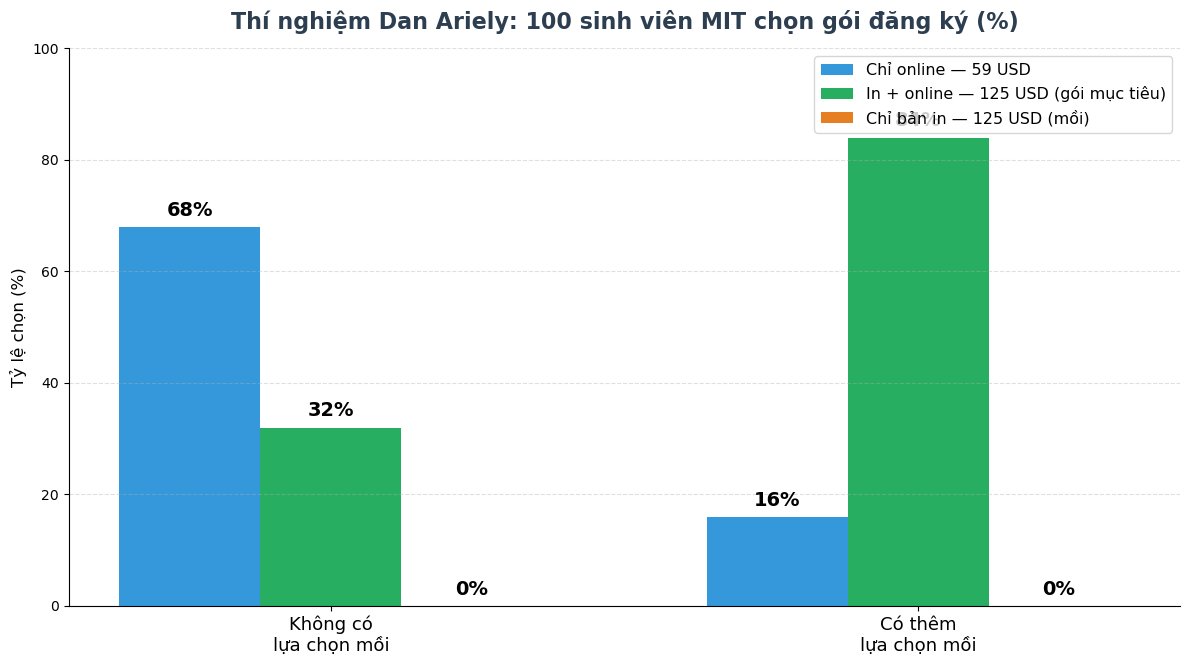 Thí nghiệm Dan Ariely: 100 sinh viên MIT chọn gói đăng ký (%)
100
80
60
40
20
0
Tỷ lệ chọn (%)
Chỉ online — 59 USD
In + online — 125 USD (gói mục tiêu)
Chỉ bản in — 125 USD (mồi)
68%
32%
0%
16%
0%
Không có
lựa chọn mồi
Có thêm
lựa chọn mồi